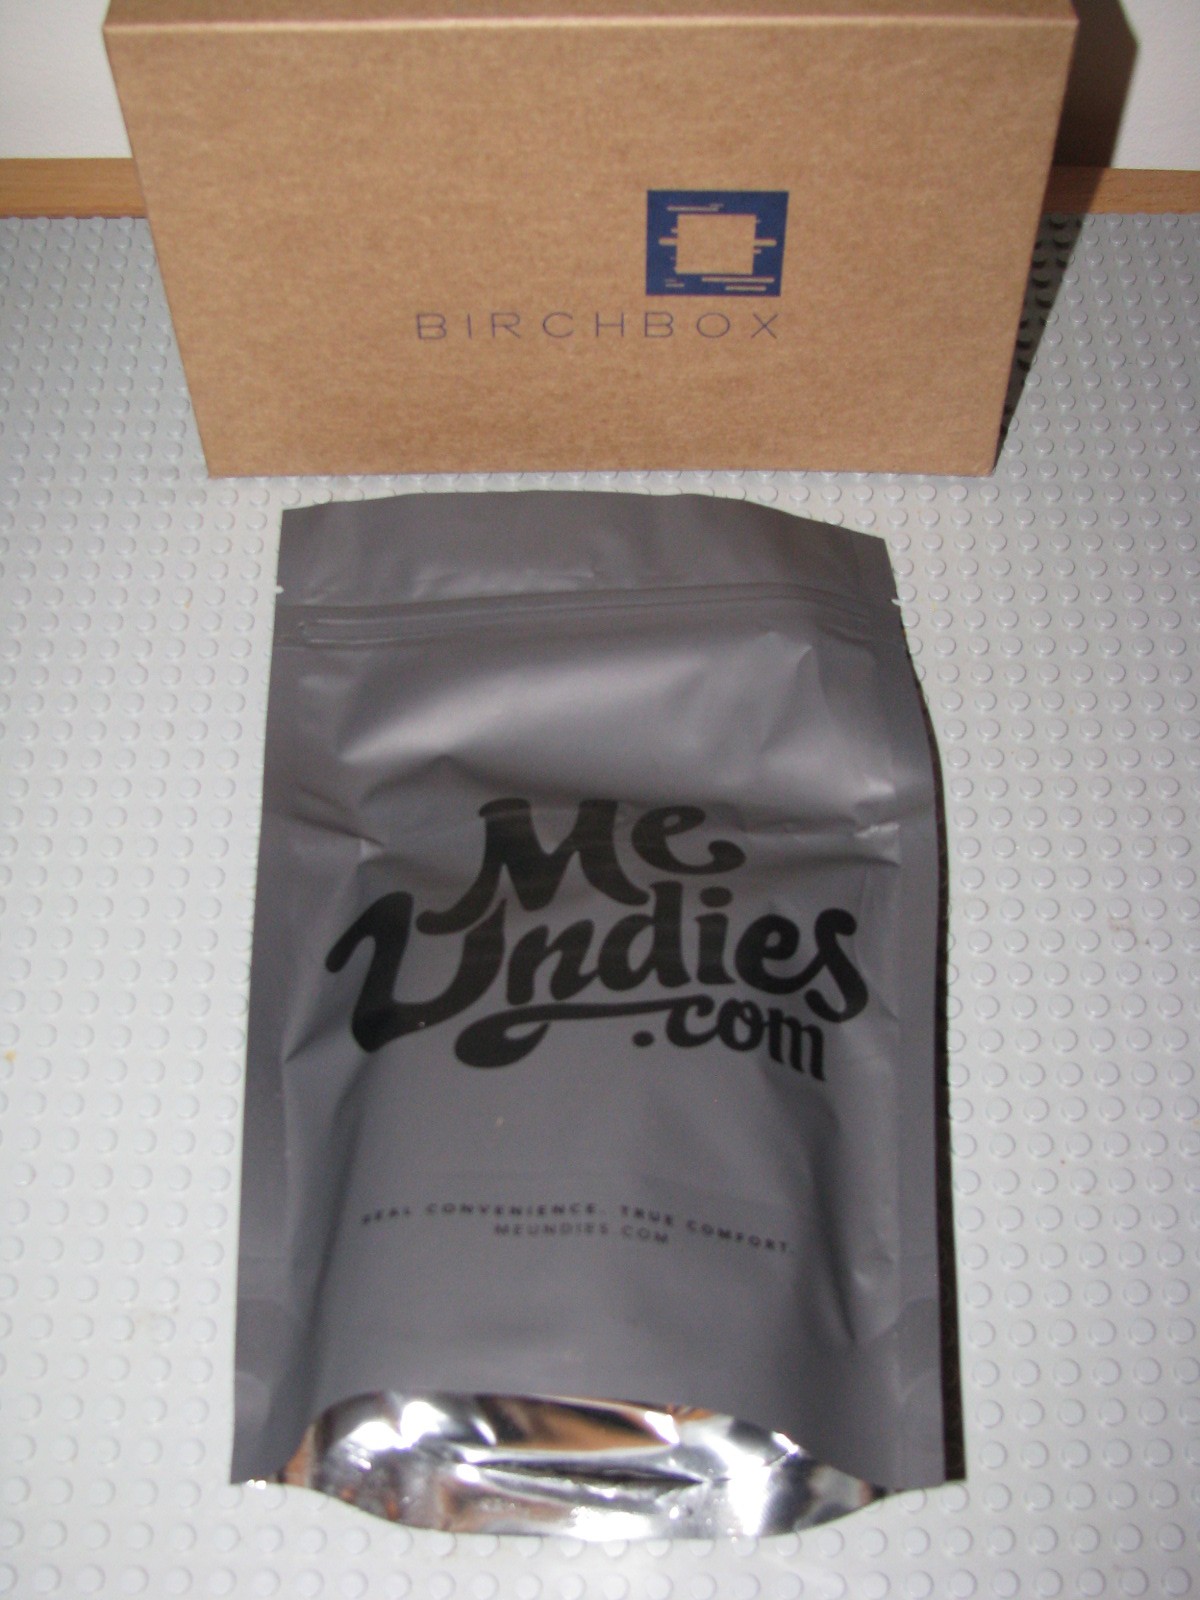 BIRCHBOX
Me
Undies
.com
REAL CONVENIENCE. TRUE COMFORT.
MEUNDIES.COM